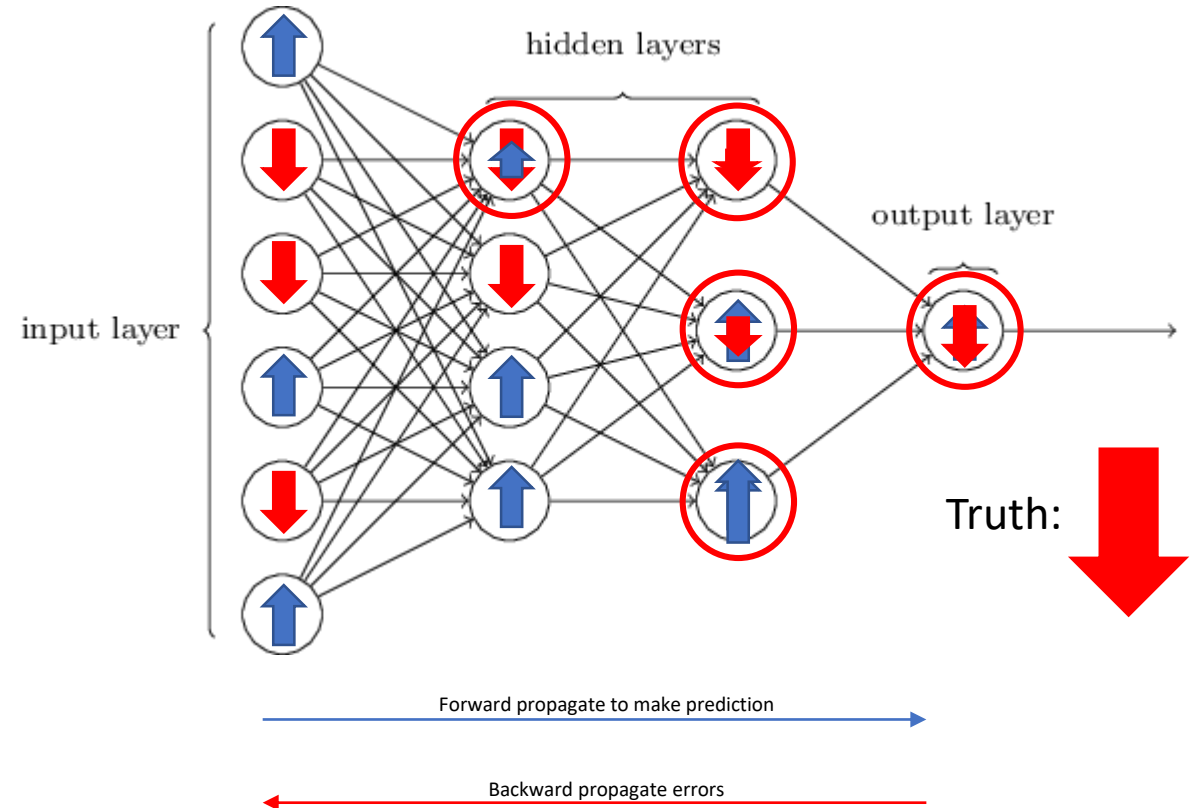 hidden layers
output layer
input layer
Truth:
Forward propagate to make prediction
Backward propagate errors